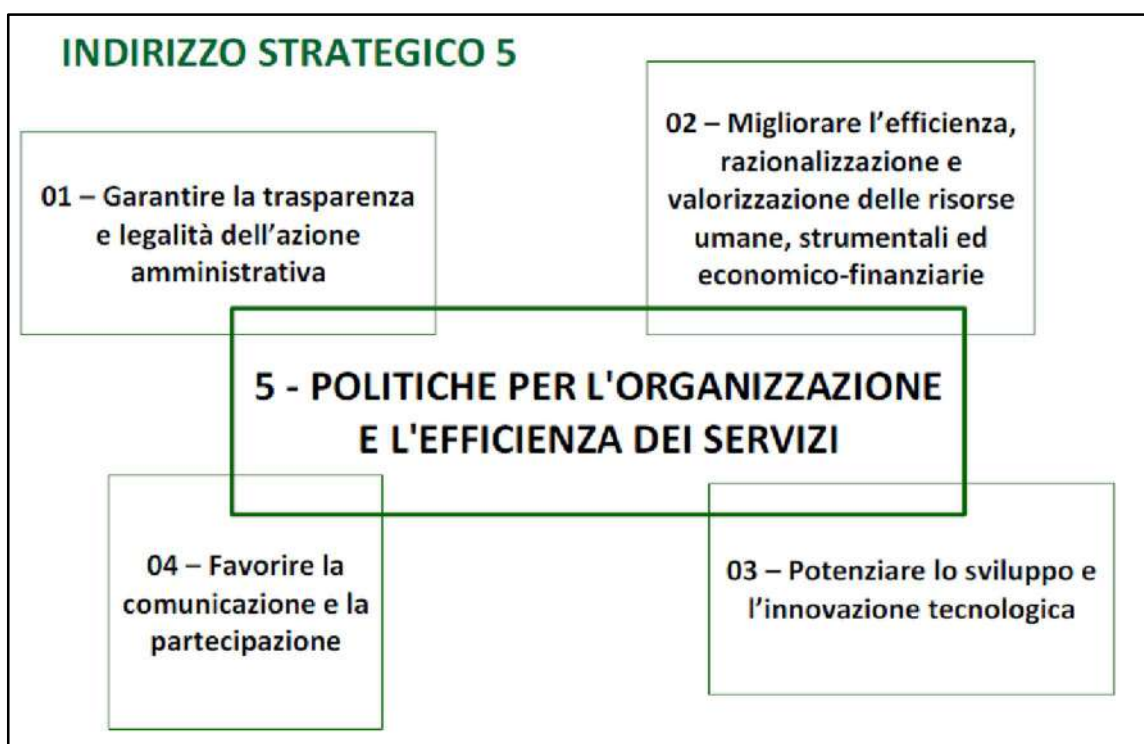 INDIRIZZO STRATEGICO 5
01 – Garantire la trasparenza
e legalità dell’azione
amministrativa
02 – Migliorare l’efficienza,
razionalizzazione e
valorizzazione delle risorse
umane, strumentali ed
economico-finanziarie
5 - POLITICHE PER L'ORGANIZZAZIONE
E L'EFFICIENZA DEI SERVIZI
04 – Favorire la
comunicazione e la
partecipazione
03 – Potenziare lo sviluppo e
l’innovazione tecnologica